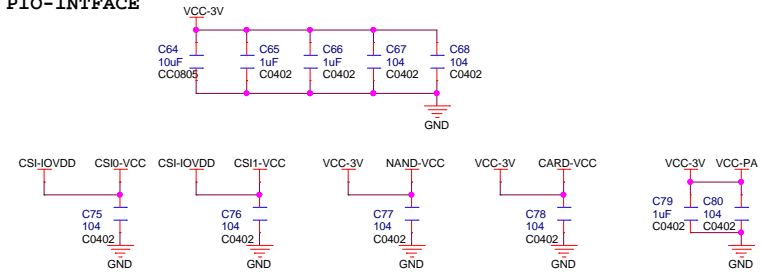 PIO-INTFACE
VCC-3V
C64 C65 C66 C67 C68
10uF 1uF 1uF 104 104
CC0805 C0402 C0402 C0402 C0402
GND
CSI-IOVDD CSI0-VCC CSI-IOVDD CSI1-VCC VCC-3V NAND-VCC VCC-3V CARD-VCC VCC-3V VCC-PA
C75 C76 C77 C78 C79 C80
104 104 104 104 1uF 104
C0402 C0402 C0402 C0402 C0402 C0402
GND GND GND GND GND